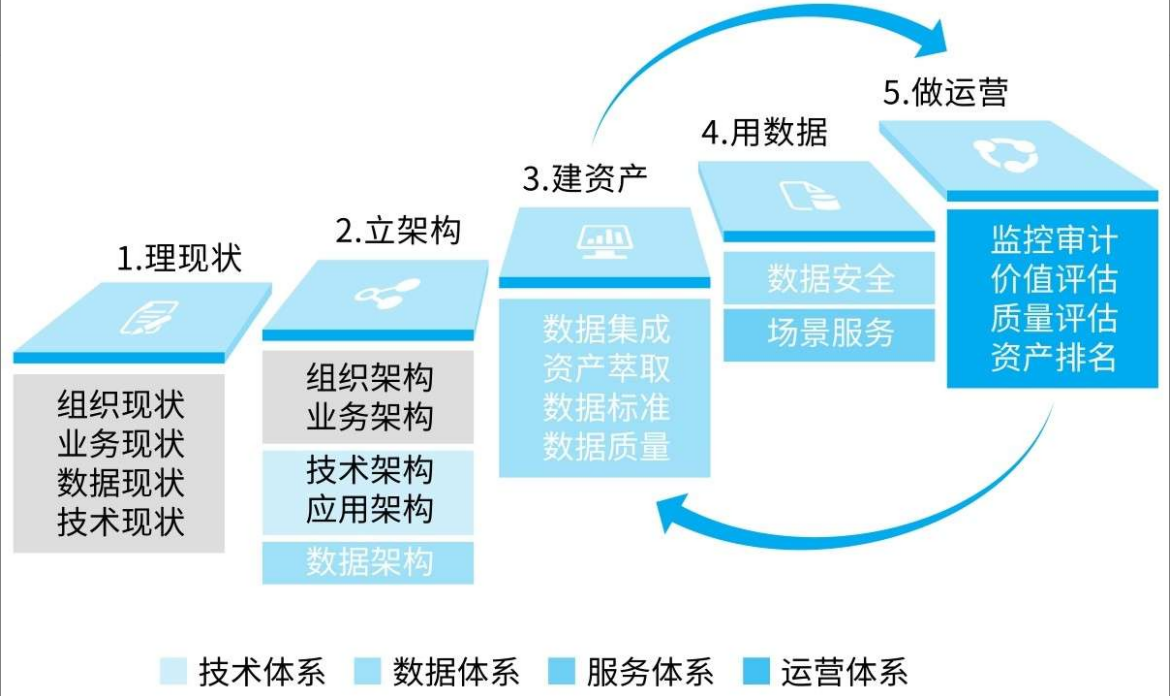 1.理现状
组织现状
业务现状
数据现状
技术现状
2.立架构
组织架构
业务架构
技术架构
应用架构
数据架构
3.建资产
数据集成
资产萃取
数据标准
数据质量
4.用数据
数据安全
场景服务
5.做运营
监控审计
价值评估
质量评估
资产排名
技术体系
数据体系
服务体系
运营体系